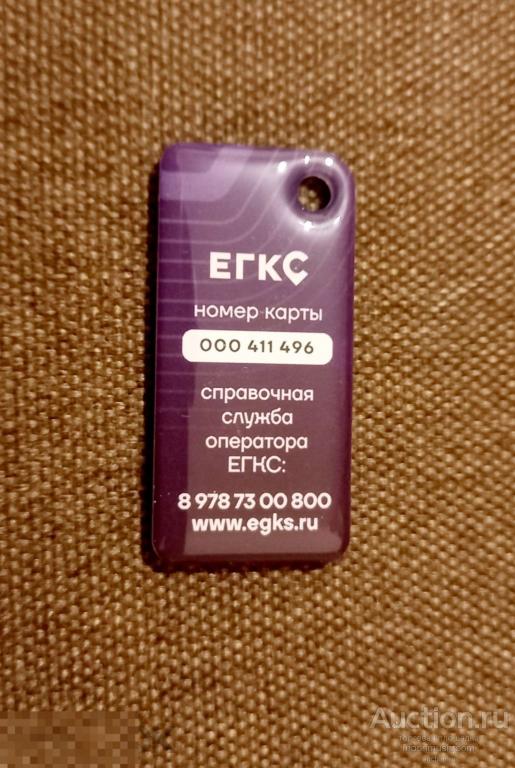 ЕГКС
номер карты
000 411 496
справочная
служба
оператора
ЕГКС:
8 978 73 00 800
www.egks.ru
Auction.ru